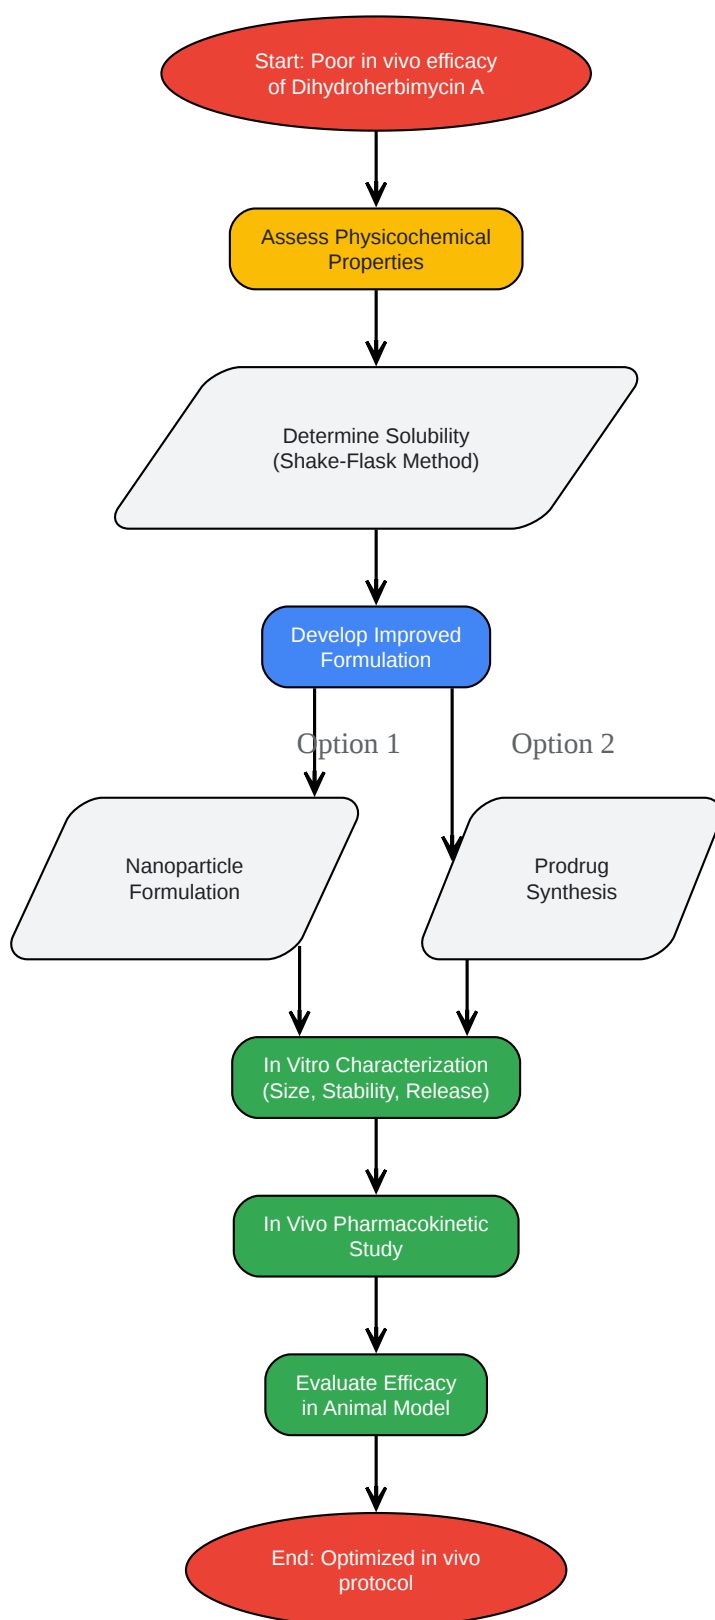 Start: Poor in vivo efficacy
of Dihydroherbimycin A
Assess Physicochemical
Properties
Determine Solubility
(Shake-Flask Method)
Develop Improved
Formulation
Option 1
Option 2
Nanoparticle
Formulation
Prodrug
Synthesis
In Vitro Characterization
(Size, Stability, Release)
In Vivo Pharmacokinetic
Study
Evaluate Efficacy
in Animal Model
End: Optimized in vivo
protocol